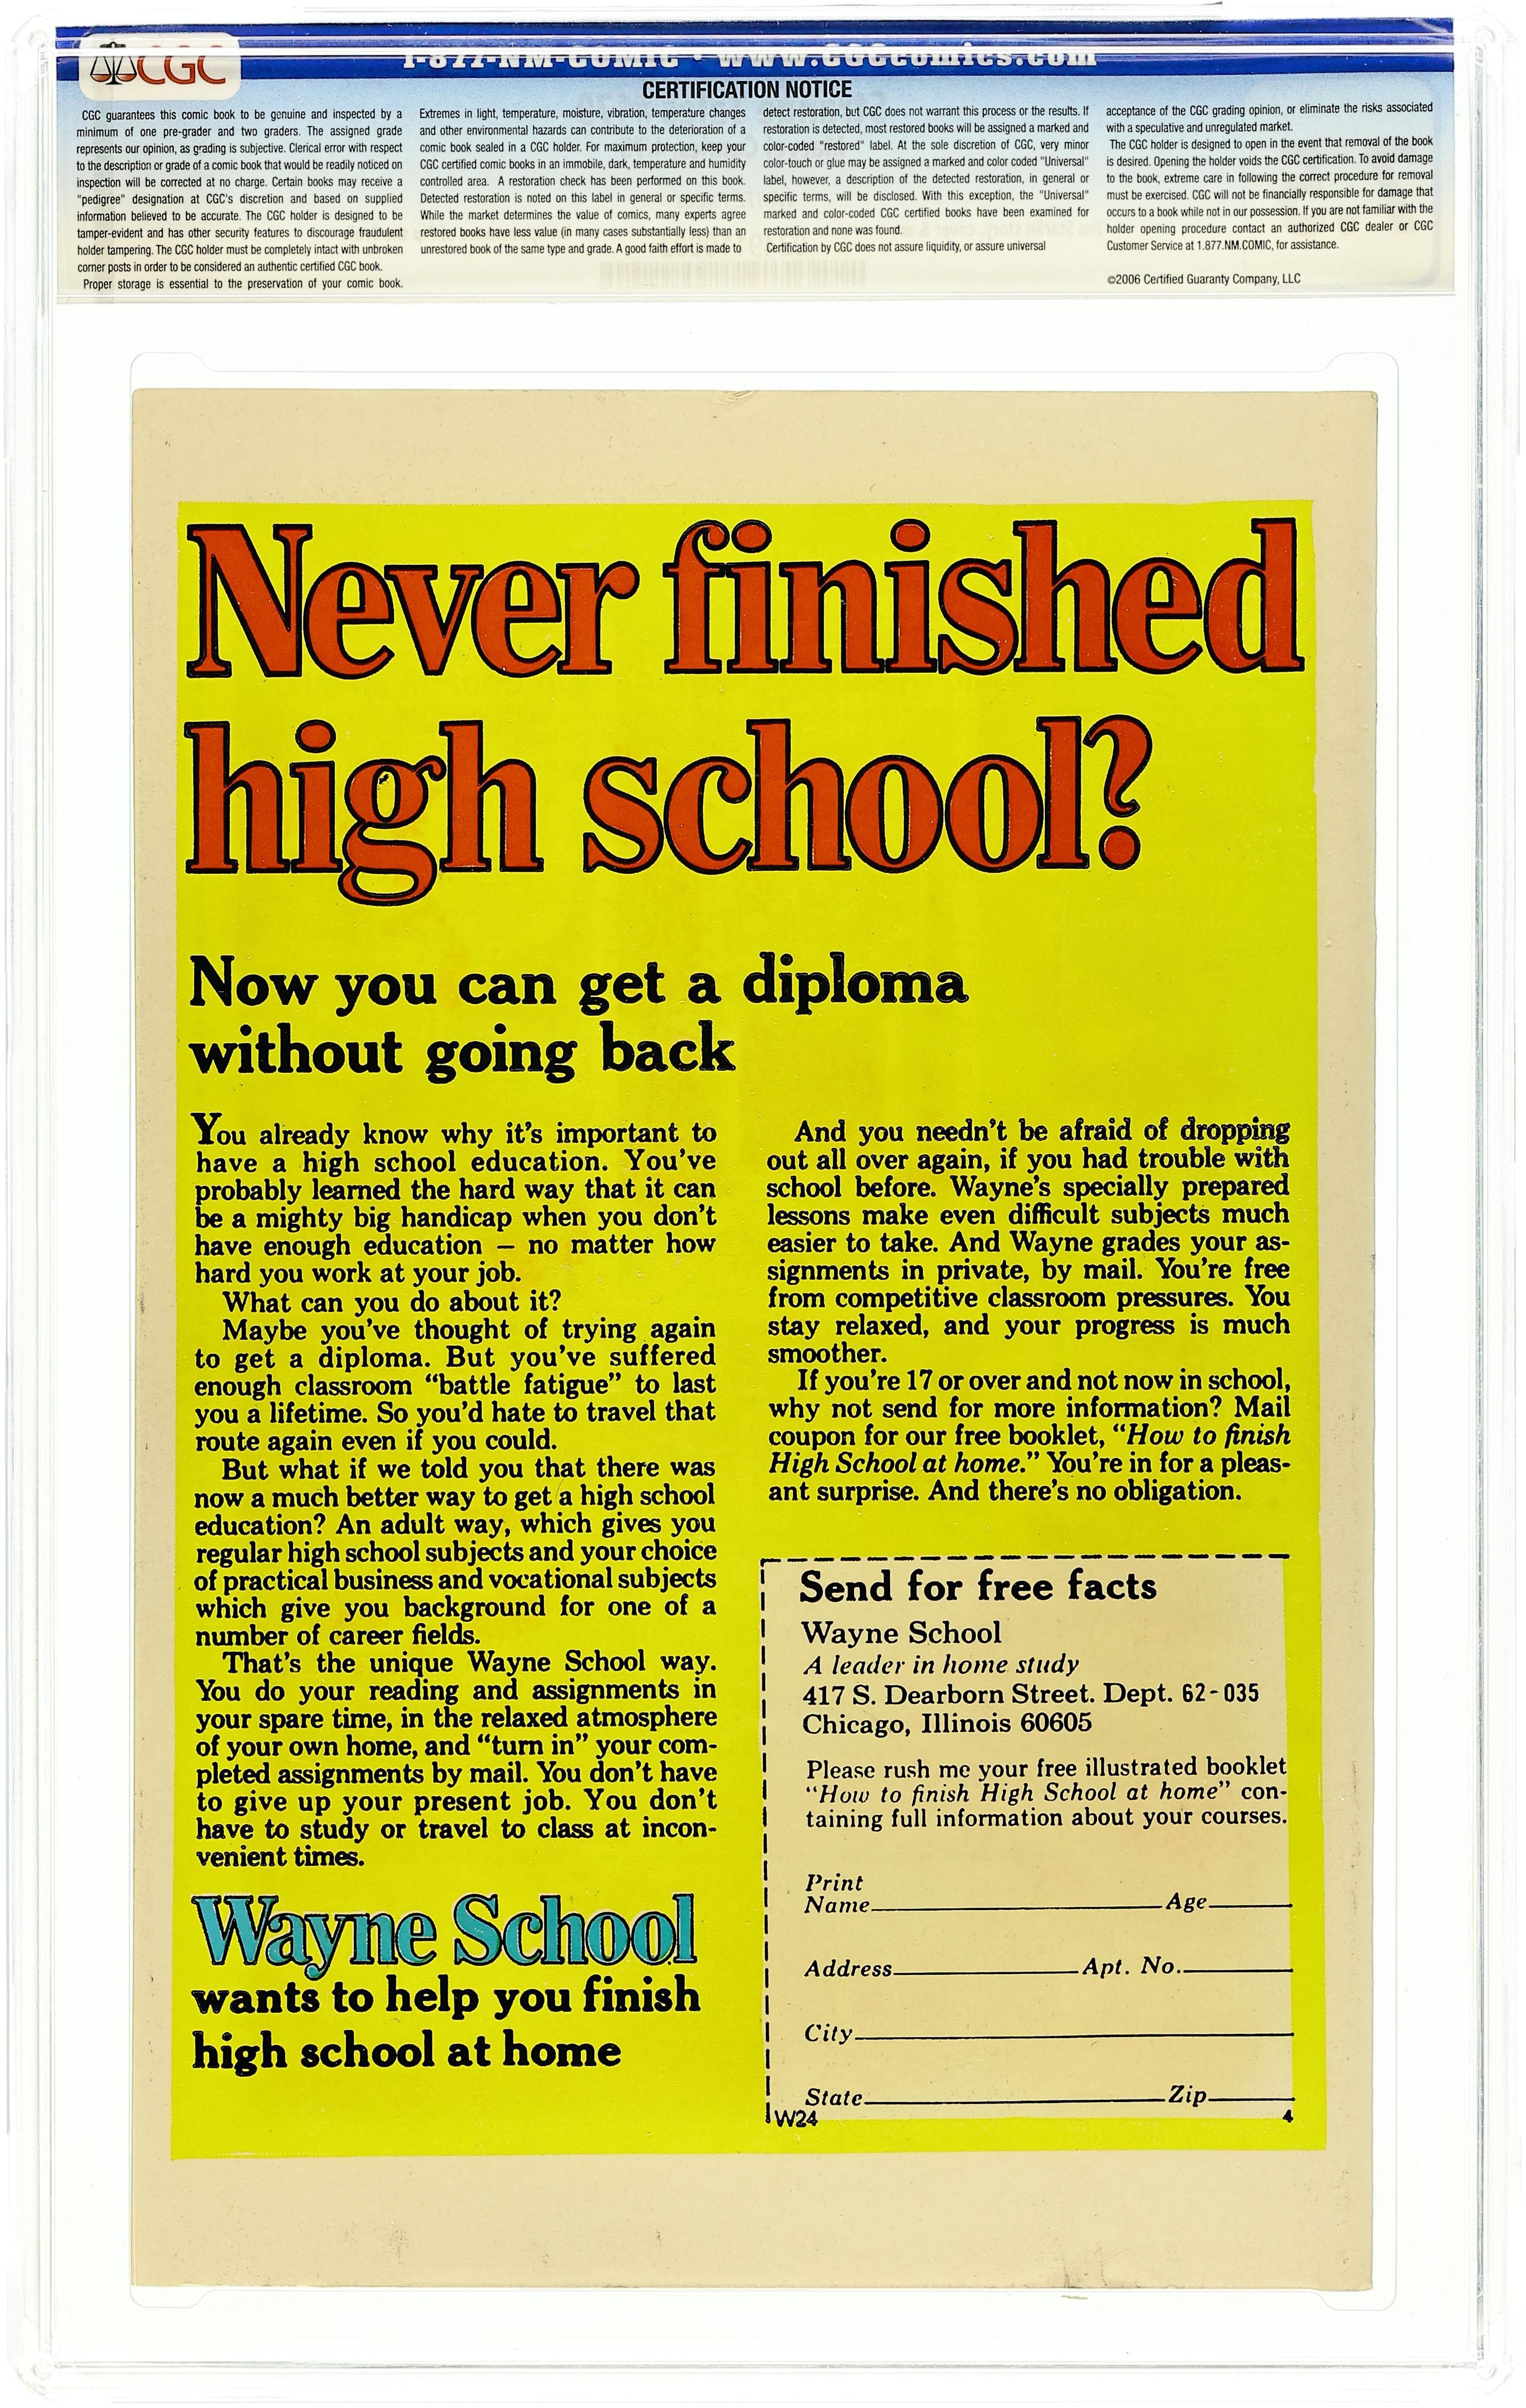 CGC
1-877-NM-COMIC • www.CGCcomics.com
CERTIFICATION NOTICE
CGC guarantees this comic book to be genuine and inspected by a
minimum of one pre-grader and two graders. The assigned grade
represents our opinion, as grading is subjective. Clerical error with respect
to the description or grade of a comic book that would be readily noticed on
inspection will be corrected at no charge. Certain books may receive a
"pedigree" designation at CGC's discretion and based on supplied
information believed to be accurate. The CGC holder is designed to be
tamper-evident and has other security features to discourage fraudulent
holder tampering. The CGC holder must be completely intact with unbroken
corner posts in order to be considered an authentic certified CGC book.
Proper storage is essential to the preservation of your comic book.
Extremes in light, temperature, moisture, vibration, temperature changes
and other environmental hazards can contribute to the deterioration of a
comic book sealed in a CGC holder. For maximum protection, keep your
CGC certified comic books in an immobile, dark, temperature and humidity
controlled area. A restoration check has been performed on this book.
Detected restoration is noted on this label in general or specific terms.
While the market determines the value of comics, many experts agree
restored books have less value (in many cases substantially less) than an
unrestored book of the same type and grade. A good faith effort is made to
detect restoration, but CGC does not warrant this process or the results. If
restoration is detected, most restored books will be assigned a marked and
color-coded "restored" label. At the sole discretion of CGC, very minor
color-touch or glue may be assigned a marked and color coded "Universal"
label, however, a description of the detected restoration, in general or
specific terms, will be disclosed. With this exception, the "Universal"
marked and color-coded CGC certified books have been examined for
restoration and none was found.
Certification by CGC does not assure liquidity, or assure universal
acceptance of the CGC grading opinion, or eliminate the risks associated
with a speculative and unregulated market.
The CGC holder is designed to open in the event that removal of the book
is desired. Opening the holder voids the CGC certification. To avoid damage
to the book, extreme care in following the correct procedure for removal
must be exercised. CGC will not be financially responsible for damage that
occurs to a book while not in our possession. If you are not familiar with the
holder opening procedure contact an authorized CGC dealer or CGC
Customer Service at 1.877.NM.COMIC, for assistance.
©2006 Certified Guaranty Company, LLC
Never finished
high school?
Now you can get a diploma
without going back
You already know why it's important to
have a high school education. You've
probably learned the hard way that it can
be a mighty big handicap when you don't
have enough education – no matter how
hard you work at your job.
What can you do about it?
Maybe you've thought of trying again
to get a diploma. But you've suffered
enough classroom "battle fatigue" to last
you a lifetime. So you'd hate to travel that
route again even if you could.
But what if we told you that there was
now a much better way to get a high school
education? An adult way, which gives you
regular high school subjects and your choice
of practical business and vocational subjects
which give you background for one of a
number of career fields.
That's the unique Wayne School way.
You do your reading and assignments in
your spare time, in the relaxed atmosphere
of your own home, and "turn in" your com-
pleted assignments by mail. You don't have
to give up your present job. You don't
have to study or travel to class at incon-
venient times.
Wayne School
wants to help you finish
high school at home
And you needn't be afraid of dropping
out all over again, if you had trouble with
school before. Wayne's specially prepared
lessons make even difficult subjects much
easier to take. And Wayne grades your as-
signments in private, by mail. You're free
from competitive classroom pressures. You
stay relaxed, and your progress is much
smoother.
If you're 17 or over and not now in school,
why not send for more information? Mail
coupon for our free booklet, "How to finish
High School at home." You're in for a pleas-
ant surprise. And there's no obligation.
Send for free facts
Wayne School
A leader in home study
417 S. Dearborn Street. Dept. 62-035
Chicago, Illinois 60605
Please rush me your free illustrated booklet
"How to finish High School at home" con-
taining full information about your courses.
Print
Name Age
Address Apt. No.
City
State Zip
W24 4